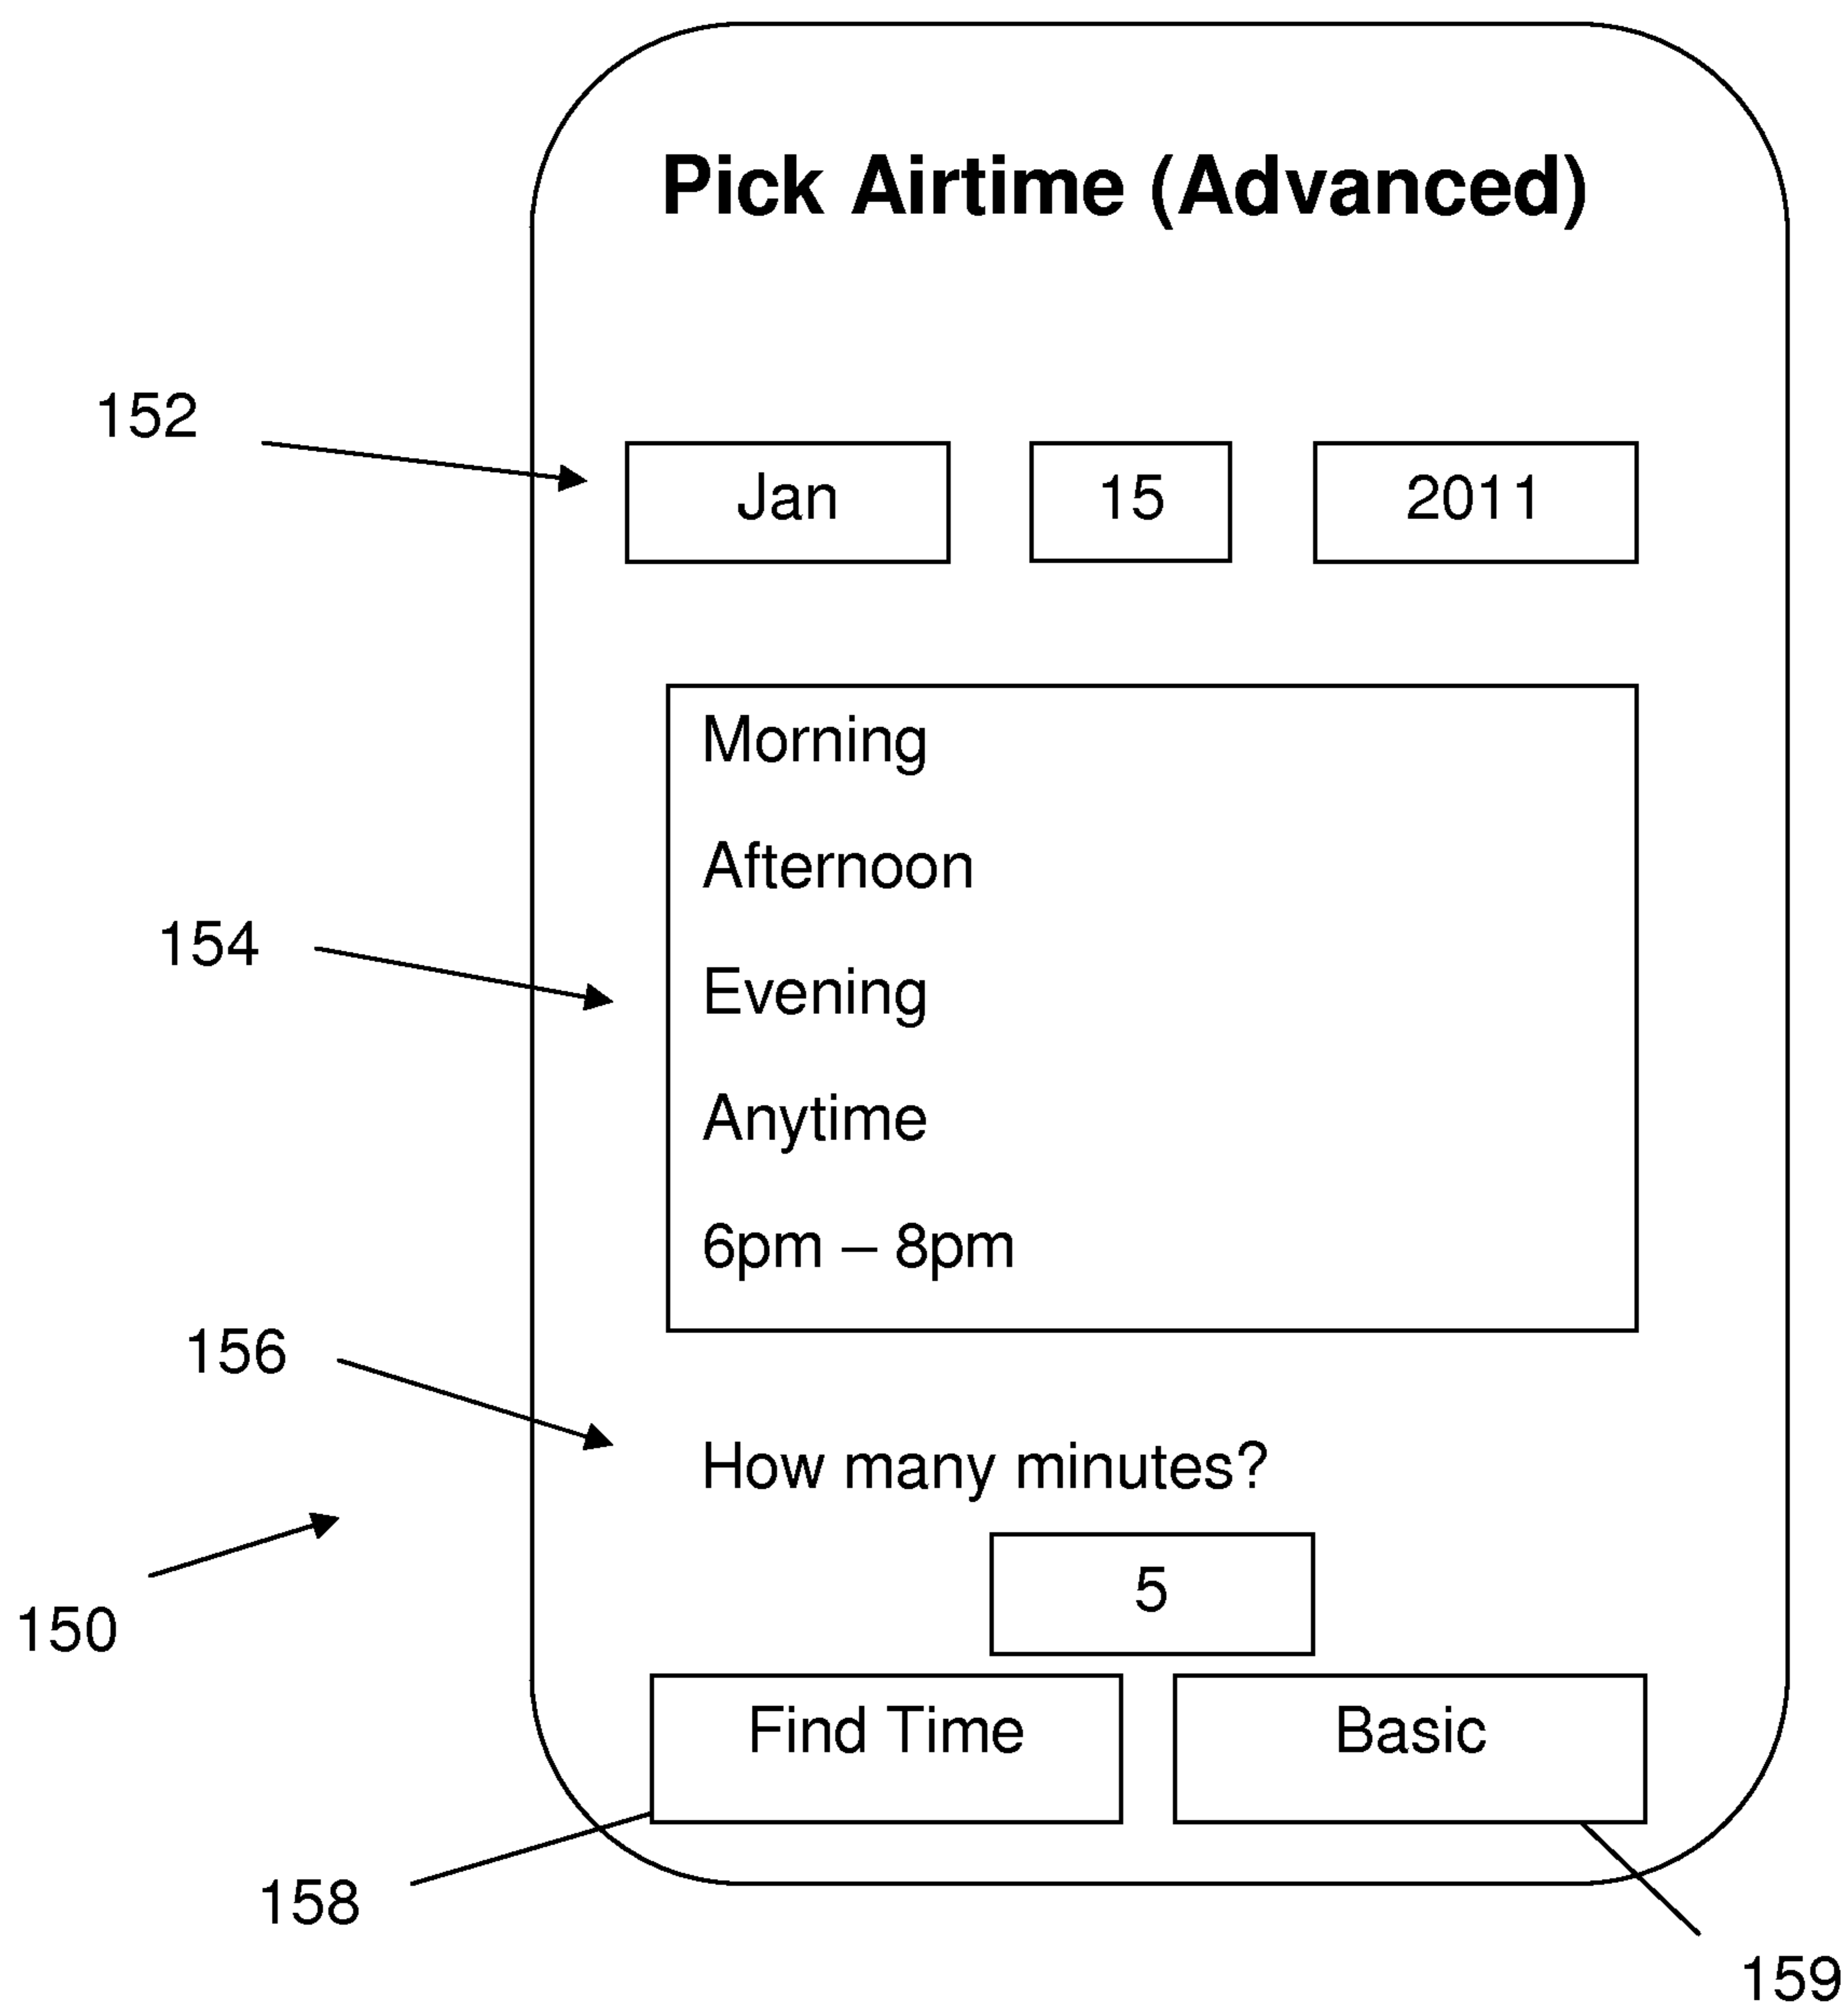 Pick Airtime (Advanced)
152
Jan 15 2011
Morning
Afternoon
154
Evening
Anytime
6pm – 8pm
156
How many minutes?
150
5
Find Time Basic
158
159